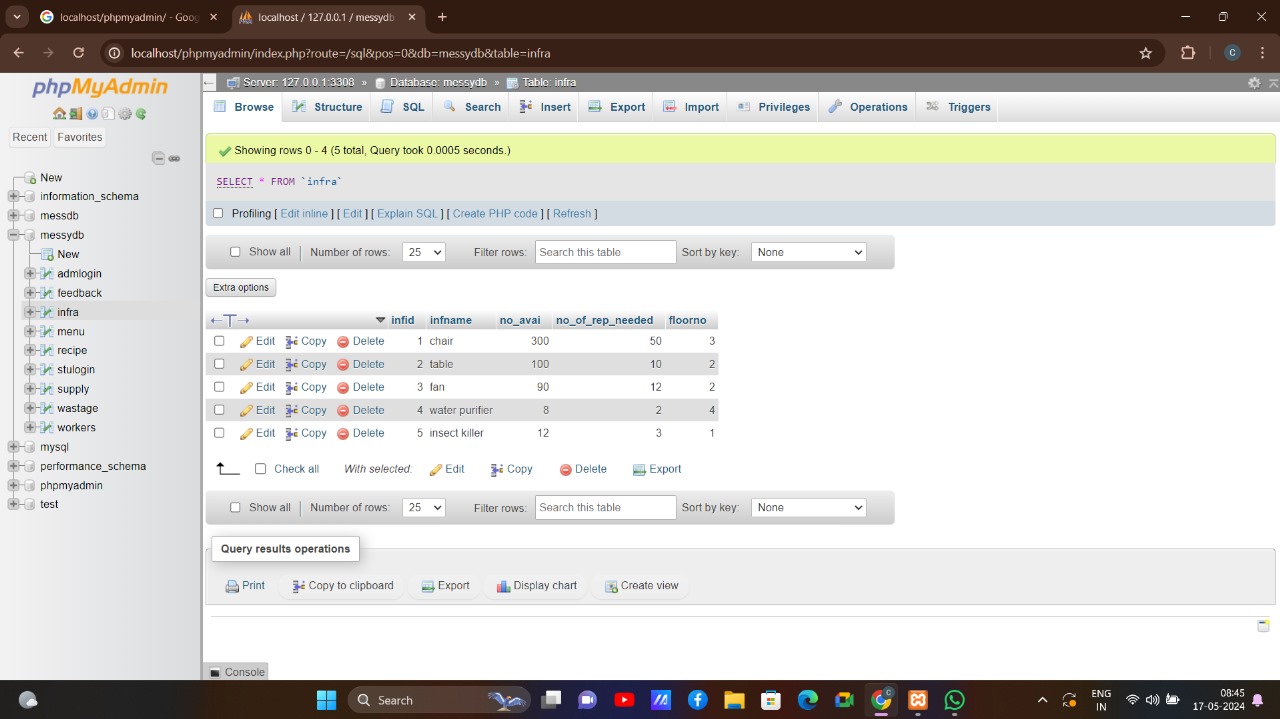 localhost/phpmyadmin/ - Goog
localhost / 127.0.0.1 / messydb
localhost/phpmyadmin/index.php?route=/sql&pos=0&db=messydb&table=infra
C
phpMyAdmin
Recent
Favorites
New
information_schema
messdb
messydb
New
admlogin
feedback
infra
menu
recipe
stulogin
supply
wastage
workers
mysql
performance_schema
phpmyadmin
test
Server: 127.0.0.1:3308 » Database: messydb » Table: infra
Browse Structure SQL Search Insert Export Import Privileges Operations Triggers
Showing rows 0 - 4 (5 total, Query took 0.0005 seconds.)
SELECT * FROM `infra`
Profiling [ Edit inline ] [ Edit ] [ Explain SQL ] [ Create PHP code ] [ Refresh ]
Show all Number of rows: 25 Filter rows: Search this table Sort by key: None
Extra options
infid infname no_avai no_of_rep_needed floorno
Edit Copy Delete 1 chair 300 50 3
Edit Copy Delete 2 table 100 10 2
Edit Copy Delete 3 fan 90 12 2
Edit Copy Delete 4 water purifier 8 2 4
Edit Copy Delete 5 insect killer 12 3 1
Check all With selected: Edit Copy Delete Export
Show all Number of rows: 25 Filter rows: Search this table Sort by key: None
Query results operations
Print Copy to clipboard Export Display chart Create view
Console
Search
ENG
IN
08:45
17-05-2024